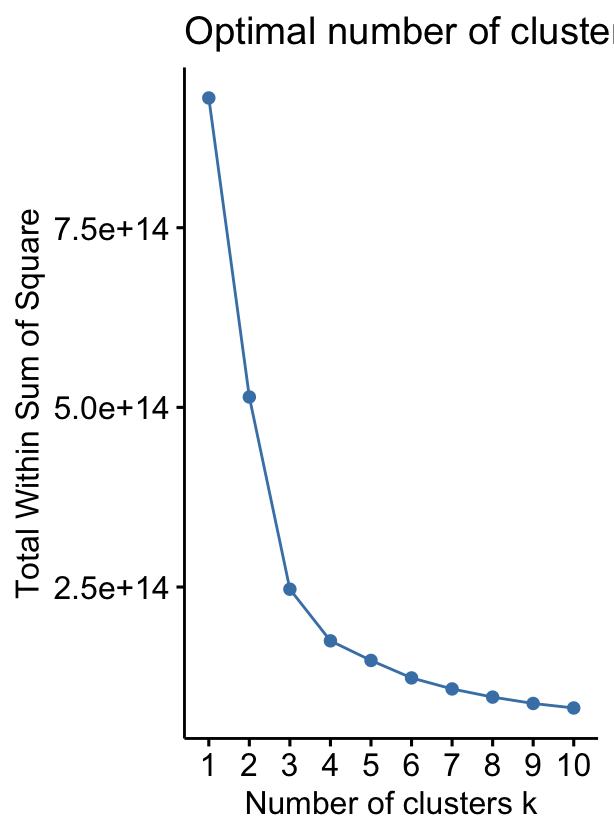 Optimal number of cluster
Total Within Sum of Square
7.5e+14
5.0e+14
2.5e+14
1 2 3 4 5 6 7 8 9 10
Number of clusters k